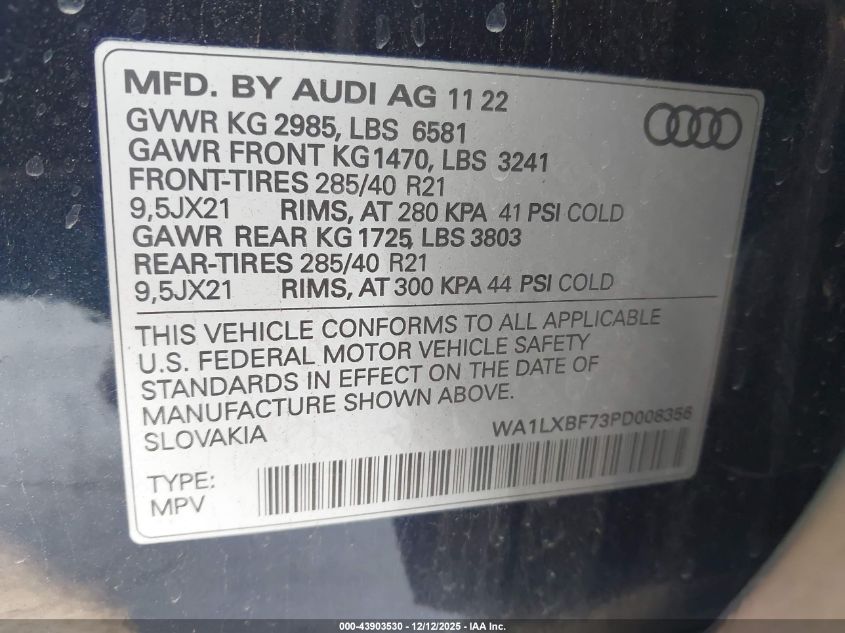 MFD. BY AUDI AG 11 22
GVWR KG 2985, LBS 6581
GAWR FRONT KG1470, LBS 3241
FRONT-TIRES 285/40 R21
9,5JX21 RIMS, AT 280 KPA 41 PSI COLD
GAWR REAR KG 1725, LBS 3803
REAR-TIRES 285/40 R21
9,5JX21 RIMS, AT 300 KPA 44 PSI COLD
THIS VEHICLE CONFORMS TO ALL APPLICABLE
U.S. FEDERAL MOTOR VEHICLE SAFETY
STANDARDS IN EFFECT ON THE DATE OF
MANUFACTURE SHOWN ABOVE.
SLOVAKIA
WA1LXBF73PD008356
TYPE:
MPV
000-43903530 - 12/12/2025 - IAA Inc.